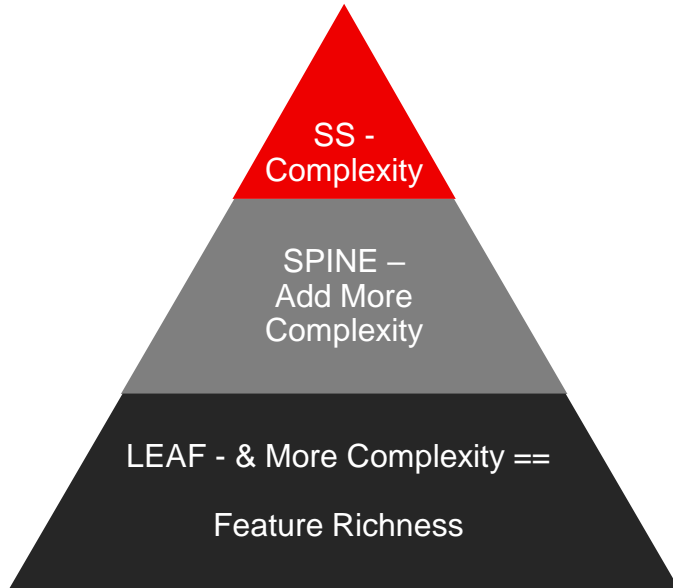 SS -
Complexity
SPINE –
Add More
Complexity
LEAF - & More Complexity ==
Feature Richness